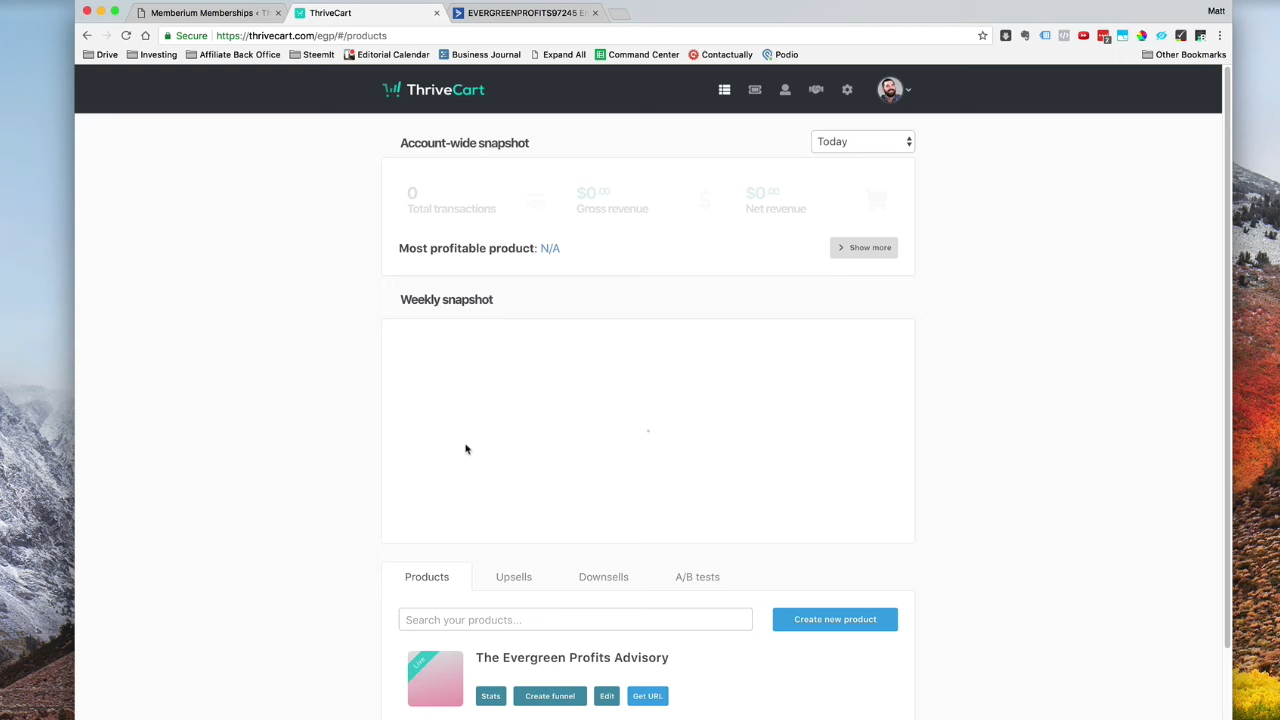 Memberium Memberships < Th
ThriveCart
EVERGREENPROFITS97245 E
Matt
Secure
https://thrivecart.com/egp/#/products
Drive
Investing
Affiliate Back Office
SteemIt
Editorial Calendar
Business Journal
Expand All
Command Center
Contactually
Podio
Other Bookmarks
ThriveCart
Account-wide snapshot
Today
0
Total transactions
$0.00
Gross revenue
$
$0.00
Net revenue
Most profitable product: N/A
Show more
Weekly snapshot
Products
Upsells
Downsells
A/B tests
Search your products...
Create new product
Live
The Evergreen Profits Advisory
Stats
Create funnel
Edit
Get URL